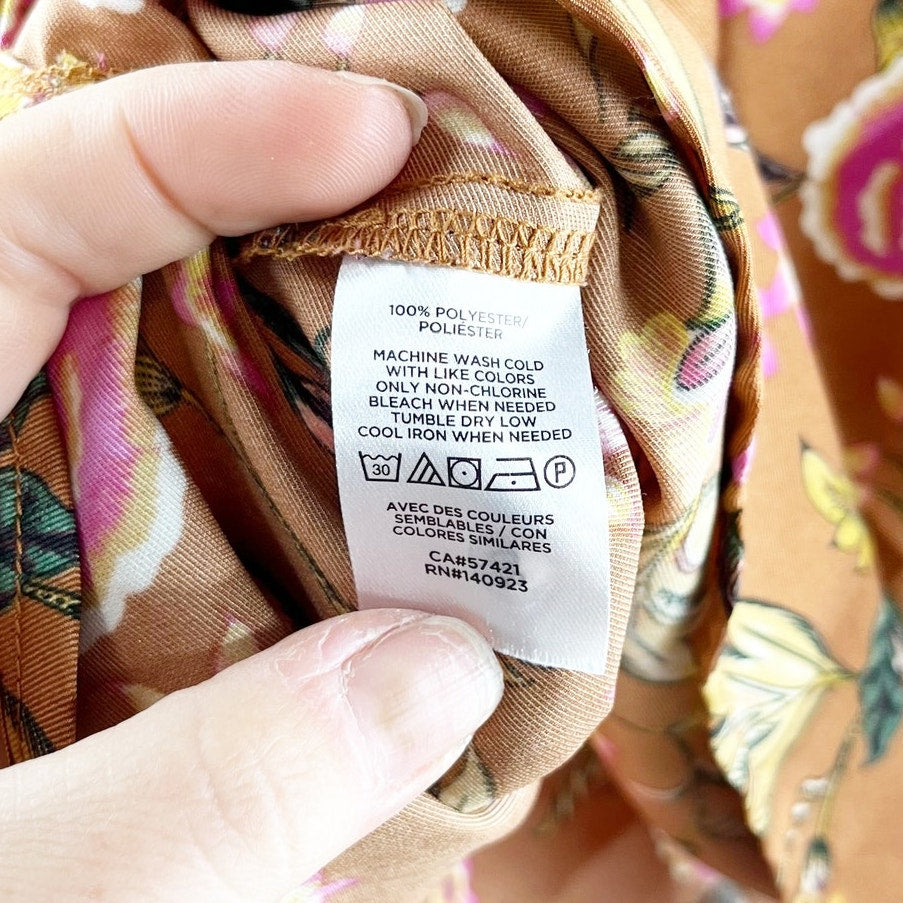 100% POLYESTER/
POLIÉSTER
MACHINE WASH COLD
WITH LIKE COLORS
ONLY NON-CHLORINE
BLEACH WHEN NEEDED
TUMBLE DRY LOW
COOL IRON WHEN NEEDED
30 P
AVEC DES COULEURS
SEMBLABLES / CON
COLORES SIMILARES
CA#57421
RN#140923